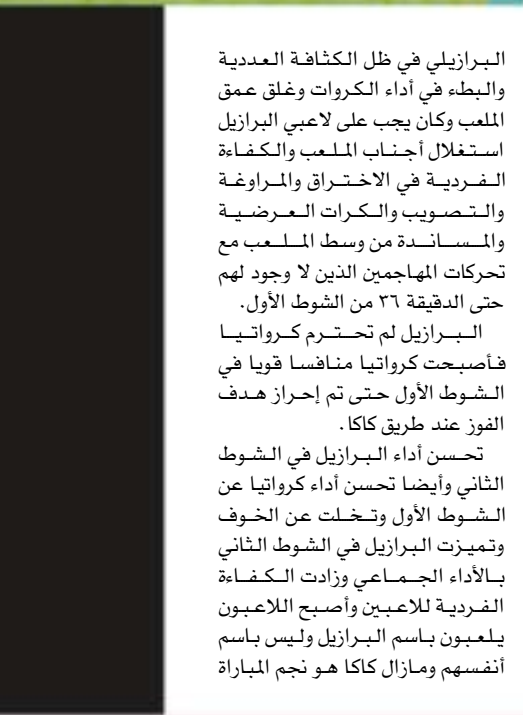 البرازيلي في ظل الكثافة العددية
والبطء في أداء الكروات وغلق عمق
الملعب وكان يجب على لاعبي البرازيل
استغلال أجناب الملعب والكفاءة
الفردية في الاختراق والمراوغة
والتصويب والكرات العرضية
والمساندة من وسط الملعب مع
تحركات المهاجمين الذين لا وجود لهم
حتى الدقيقة ٣٦ من الشوط الأول.
البرازيل لم تحترم كرواتيا
فأصبحت كرواتيا منافسا قويا في
الشوط الأول حتى تم إحراز هدف
الفوز عند طريق كاكا.
تحسن أداء البرازيل في الشوط
الثاني وأيضا تحسن أداء كرواتيا عن
الشوط الأول وتخلت عن الخوف
وتميزت البرازيل في الشوط الثاني
بالأداء الجماعي وزادت الكفاءة
الفردية للاعبين وأصبح اللاعبون
يلعبون باسم البرازيل وليس باسم
أنفسهم ومازال كاكا هو نجم المباراة